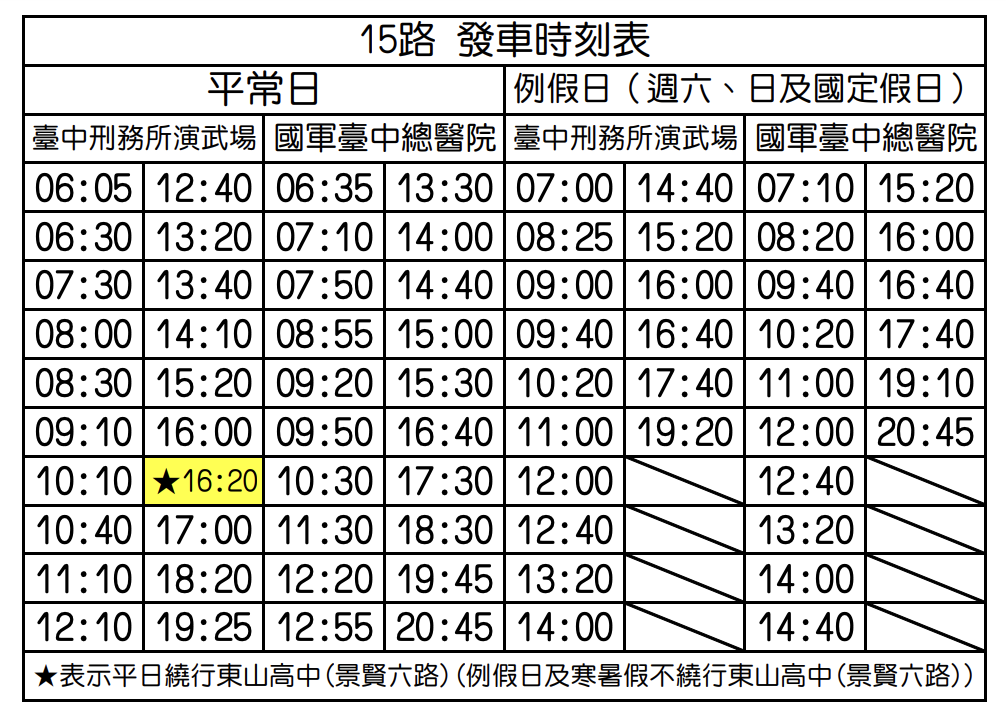 15路 發車時刻表
平常日 例假日（週六、日及國定假日）
臺中刑務所演武場 國軍臺中總醫院 臺中刑務所演武場 國軍臺中總醫院
06:05 12:40 06:35 13:30 07:00 14:40 07:10 15:20
06:30 13:20 07:10 14:00 08:25 15:20 08:20 16:00
07:30 13:40 07:50 14:40 09:00 16:00 09:40 16:40
08:00 14:10 08:55 15:00 09:40 16:40 10:20 17:40
08:30 15:20 09:20 15:30 10:20 17:40 11:00 19:10
09:10 16:00 09:50 16:40 11:00 19:20 12:00 20:45
10:10 ★16:20 10:30 17:30 12:00 12:40
10:40 17:00 11:30 18:30 12:40 13:20
11:10 18:20 12:20 19:45 13:20 14:00
12:10 19:25 12:55 20:45 14:00 14:40
★表示平日繞行東山高中(景賢六路)(例假日及寒暑假不繞行東山高中(景賢六路))